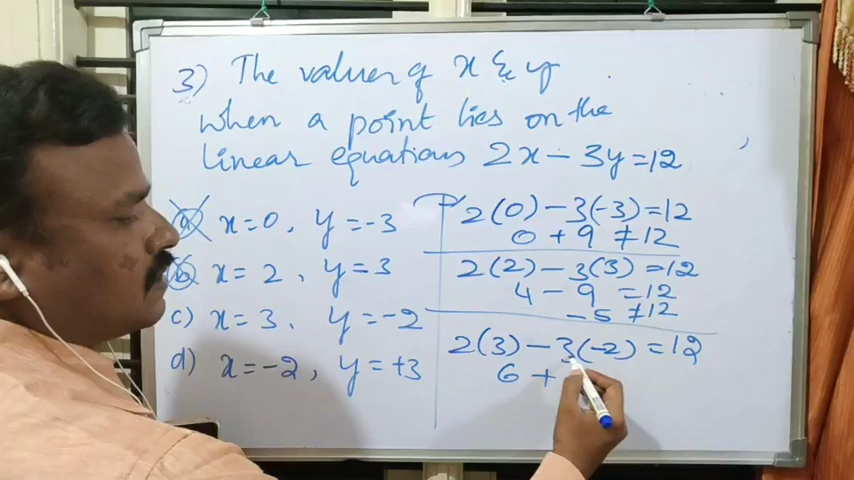 3) The values of x & y
when a point lies on the
linear equations 2x - 3y = 12
a) x = 0, y = -3
b) x = 2, y = 3
c) x = 3, y = -2
d) x = -2, y = +3
2(0) - 3(-3) = 12
0 + 9 ≠ 12
2(2) - 3(3) = 12
4 - 9 = 12
-5 ≠ 12
2(3) - 3(-2) = 12
6 +